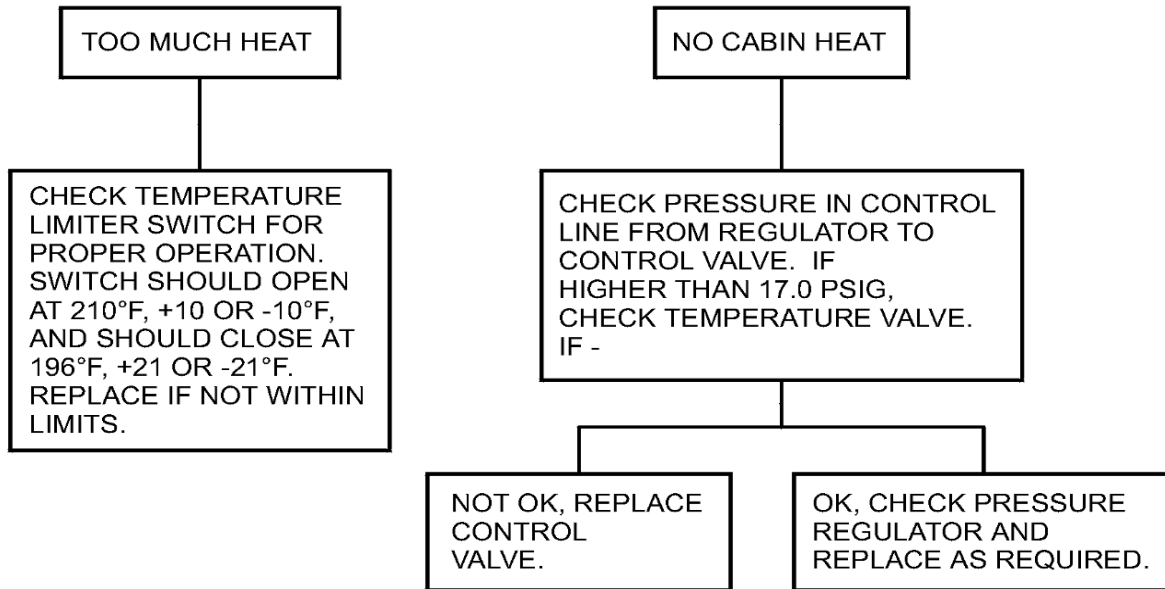 TOO MUCH HEAT
CHECK TEMPERATURE
LIMITER SWITCH FOR
PROPER OPERATION.
SWITCH SHOULD OPEN
AT 210°F, +10 OR -10°F,
AND SHOULD CLOSE AT
196°F, +21 OR -21°F.
REPLACE IF NOT WITHIN
LIMITS.
NO CABIN HEAT
CHECK PRESSURE IN CONTROL
LINE FROM REGULATOR TO
CONTROL VALVE. IF
HIGHER THAN 17.0 PSIG,
CHECK TEMPERATURE VALVE.
IF -
NOT OK, REPLACE
CONTROL
VALVE.
OK, CHECK PRESSURE
REGULATOR AND
REPLACE AS REQUIRED.